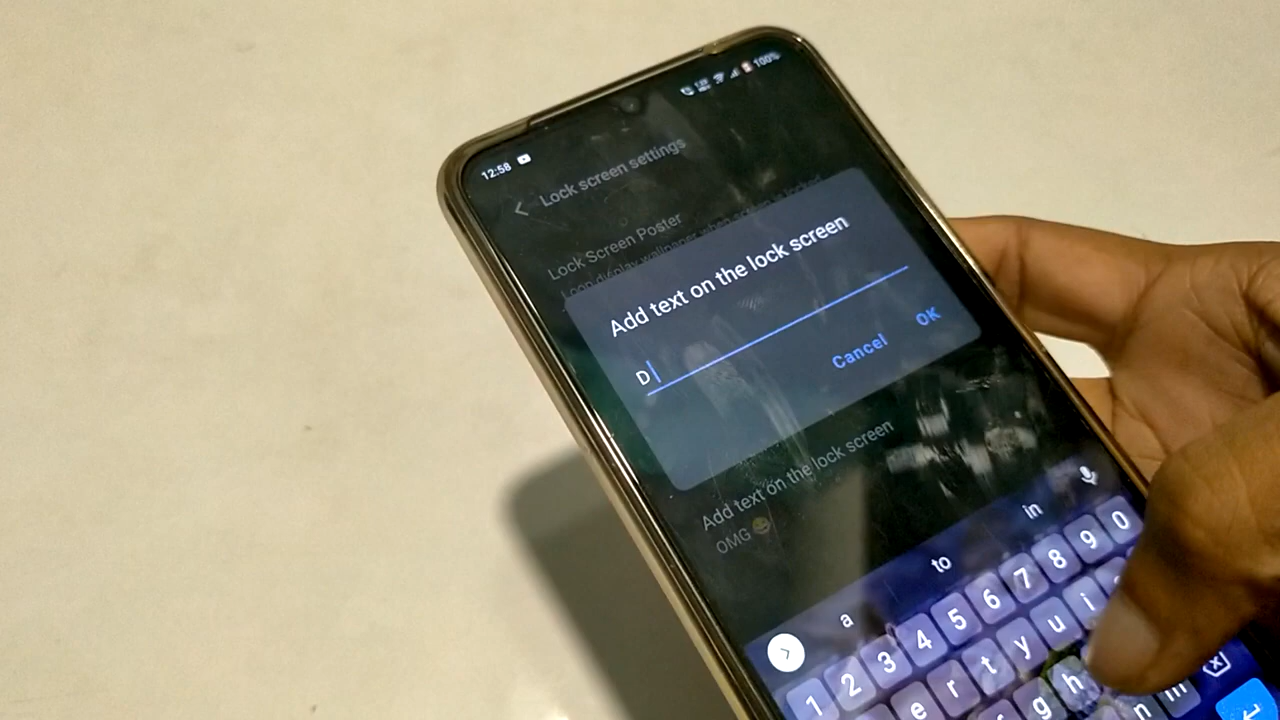 12:58
100%
Lock screen settings
Lock Screen Poster
Add text on the lock screen
D
Cancel OK
Add text on the lock screen
OMG 😂
a to in
1 2 3 4 5 6 7 8 9 0
e r t y u i
g h
n m